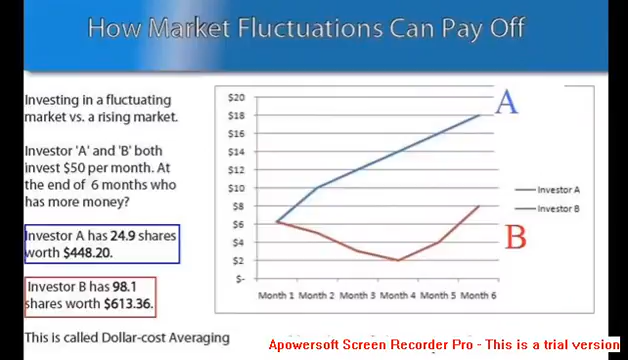 How Market Fluctuations Can Pay Off
Investing in a fluctuating
market vs. a rising market.
Investor 'A' and 'B' both
invest $50 per month. At
the end of 6 months who
has more money?
Investor A has 24.9 shares
worth $448.20.
Investor B has 98.1
shares worth $613.36.
This is called Dollar-cost Averaging
$20
$18
$16
$14
$12
$10
$8
$6
$4
$2
$-
Month 1 Month 2 Month 3 Month 4 Month 5 Month 6
A
B
Investor A
Investor B
Apowersoft Screen Recorder Pro - This is a trial version